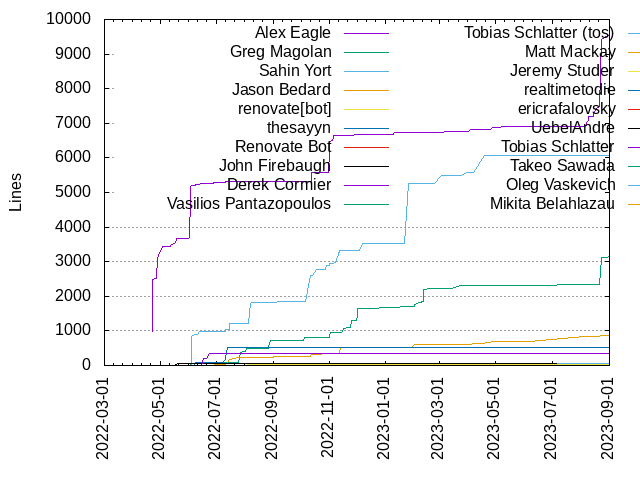 10000
9000
8000
7000
6000
5000
4000
3000
2000
1000
0
Lines
Alex Eagle
Greg Magolan
Sahin Yort
Jason Bedard
renovate[bot]
thesayyn
Renovate Bot
John Firebaugh
Derek Cormier
Vasilios Pantazopoulos
Tobias Schlatter (tos)
Matt Mackay
Jeremy Studer
realtimetodie
ericrafalovsky
UebelAndre
Tobias Schlatter
Takeo Sawada
Oleg Vaskevich
Mikita Belahlazau
2022-03-01
2022-05-01
2022-07-01
2022-09-01
2022-11-01
2023-01-01
2023-03-01
2023-05-01
2023-07-01
2023-09-01